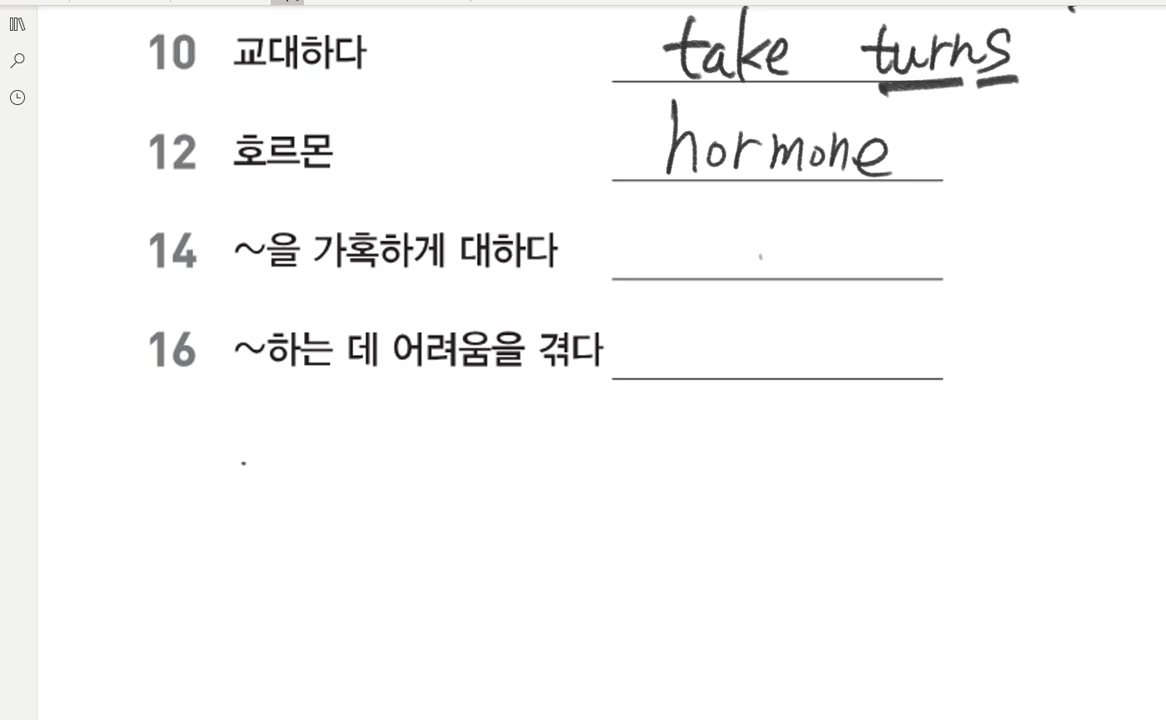 10 교대하다 take turns
12 호르몬 hormone
14 ~을 가혹하게 대하다
16 ~하는 데 어려움을 겪다